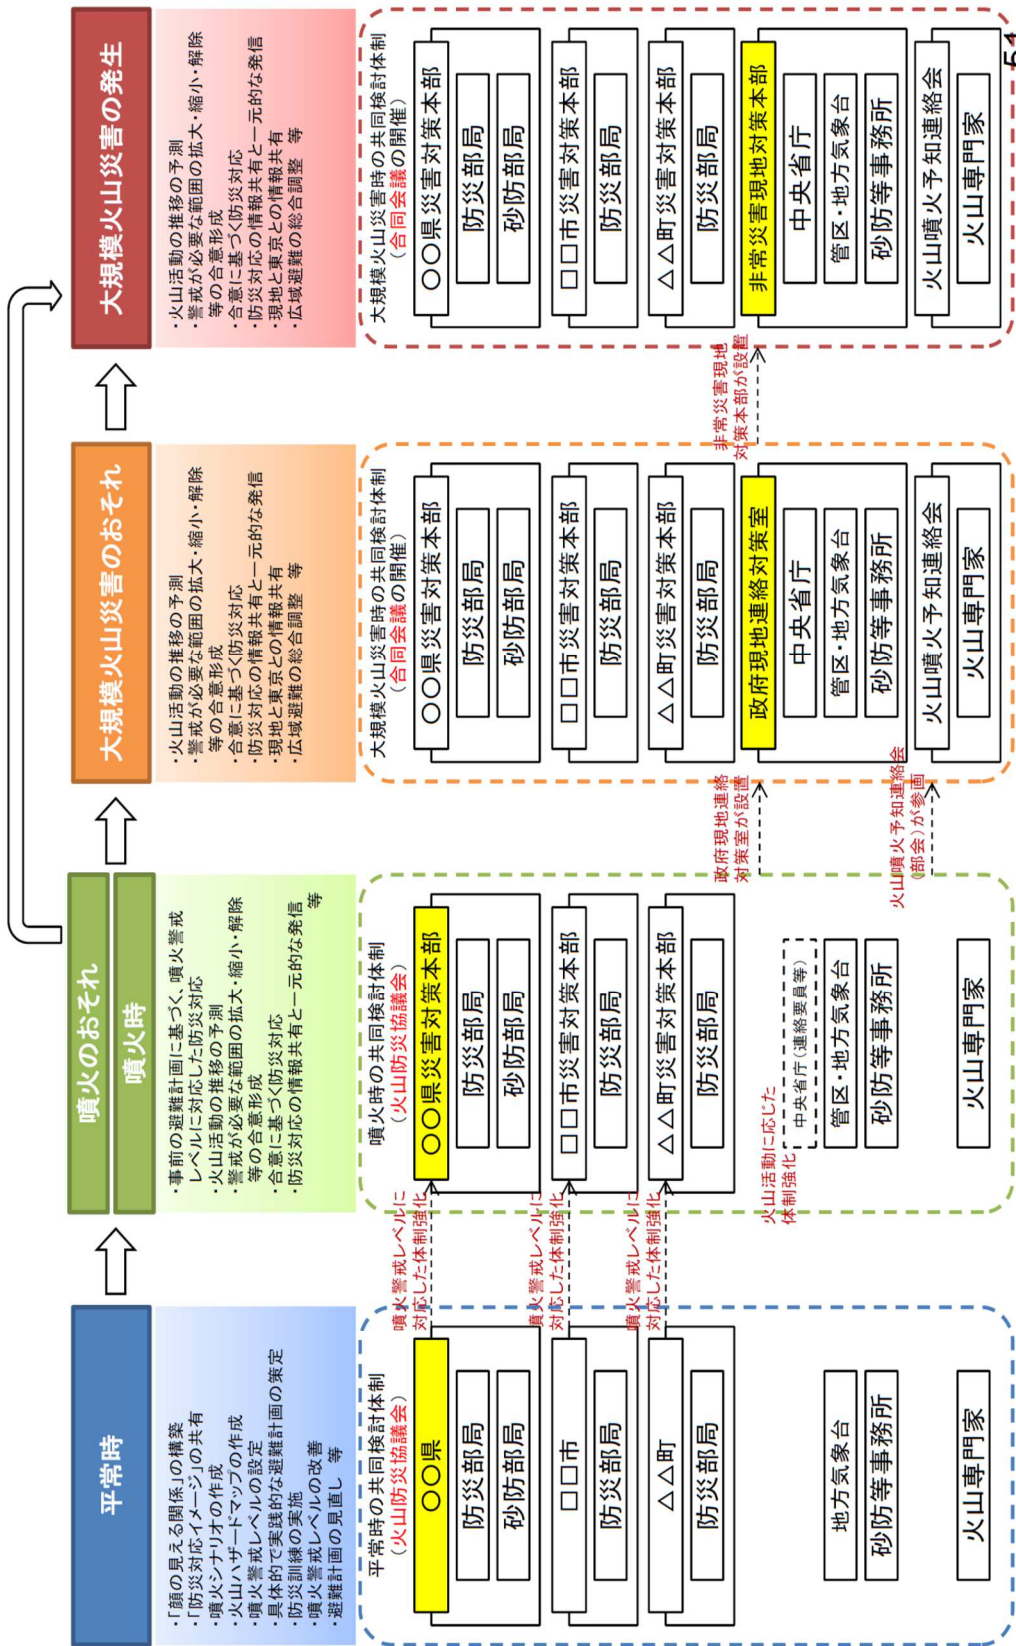 平常時
・「顔の見える関係」の構築
・「防災対応イメージ」の共有
・噴火シナリオの作成
・火山ハザードマップの作成
・噴火警戒レベルの設定
・具体的で実践的な避難計画の策定
・防災訓練の実施
・噴火警戒レベルの改善
・避難計画の見直し 等
平常時の共同検討体制
（火山防災協議会）
〇〇県
防災部局
砂防部局
□□市
防災部局
△△町
防災部局
地方気象台
砂防等事務所
火山専門家
噴火警戒レベルに
対応した体制強化
噴火警戒レベルに
対応した体制強化
噴火警戒レベルに
対応した体制強化
噴火のおそれ
噴火時
・事前の避難計画に基づく、噴火警戒
レベルに対応した防災対応
・火山活動の推移の予測
・警戒が必要な範囲の拡大・縮小・解除
等の合意形成
・合意に基づく防災対応
・防災対応の情報共有と一元的な発信
等
噴火時の共同検討体制
（火山防災協議会）
〇〇県災害対策本部
防災部局
砂防部局
□□市災害対策本部
防災部局
△△町災害対策本部
防災部局
火山活動に応じた
体制強化
中央省庁（連絡要員等）
管区・地方気象台
砂防等事務所
火山専門家
政府現地連絡
対策室が設置
火山噴火予知連絡会
（部会）が参画
大規模火山災害のおそれ
・火山活動の推移の予測
・警戒が必要な範囲の拡大・縮小・解除
等の合意形成
・合意に基づく防災対応
・防災対応の情報共有と一元的な発信
・現地と東京との情報共有
・広域避難の総合調整 等
大規模火山災害時の共同検討体制
（合同会議の開催）
〇〇県災害対策本部
防災部局
砂防部局
□□市災害対策本部
防災部局
△△町災害対策本部
防災部局
政府現地連絡対策室
中央省庁
管区・地方気象台
砂防等事務所
火山噴火予知連絡会
火山専門家
非常災害現地
対策本部が設置
大規模火山災害の発生
・火山活動の推移の予測
・警戒が必要な範囲の拡大・縮小・解除
等の合意形成
・合意に基づく防災対応
・防災対応の情報共有と一元的な発信
・現地と東京との情報共有
・広域避難の総合調整 等
大規模火山災害時の共同検討体制
（合同会議の開催）
〇〇県災害対策本部
防災部局
砂防部局
□□市災害対策本部
防災部局
△△町災害対策本部
防災部局
非常災害現地対策本部
中央省庁
管区・地方気象台
砂防等事務所
火山噴火予知連絡会
火山専門家